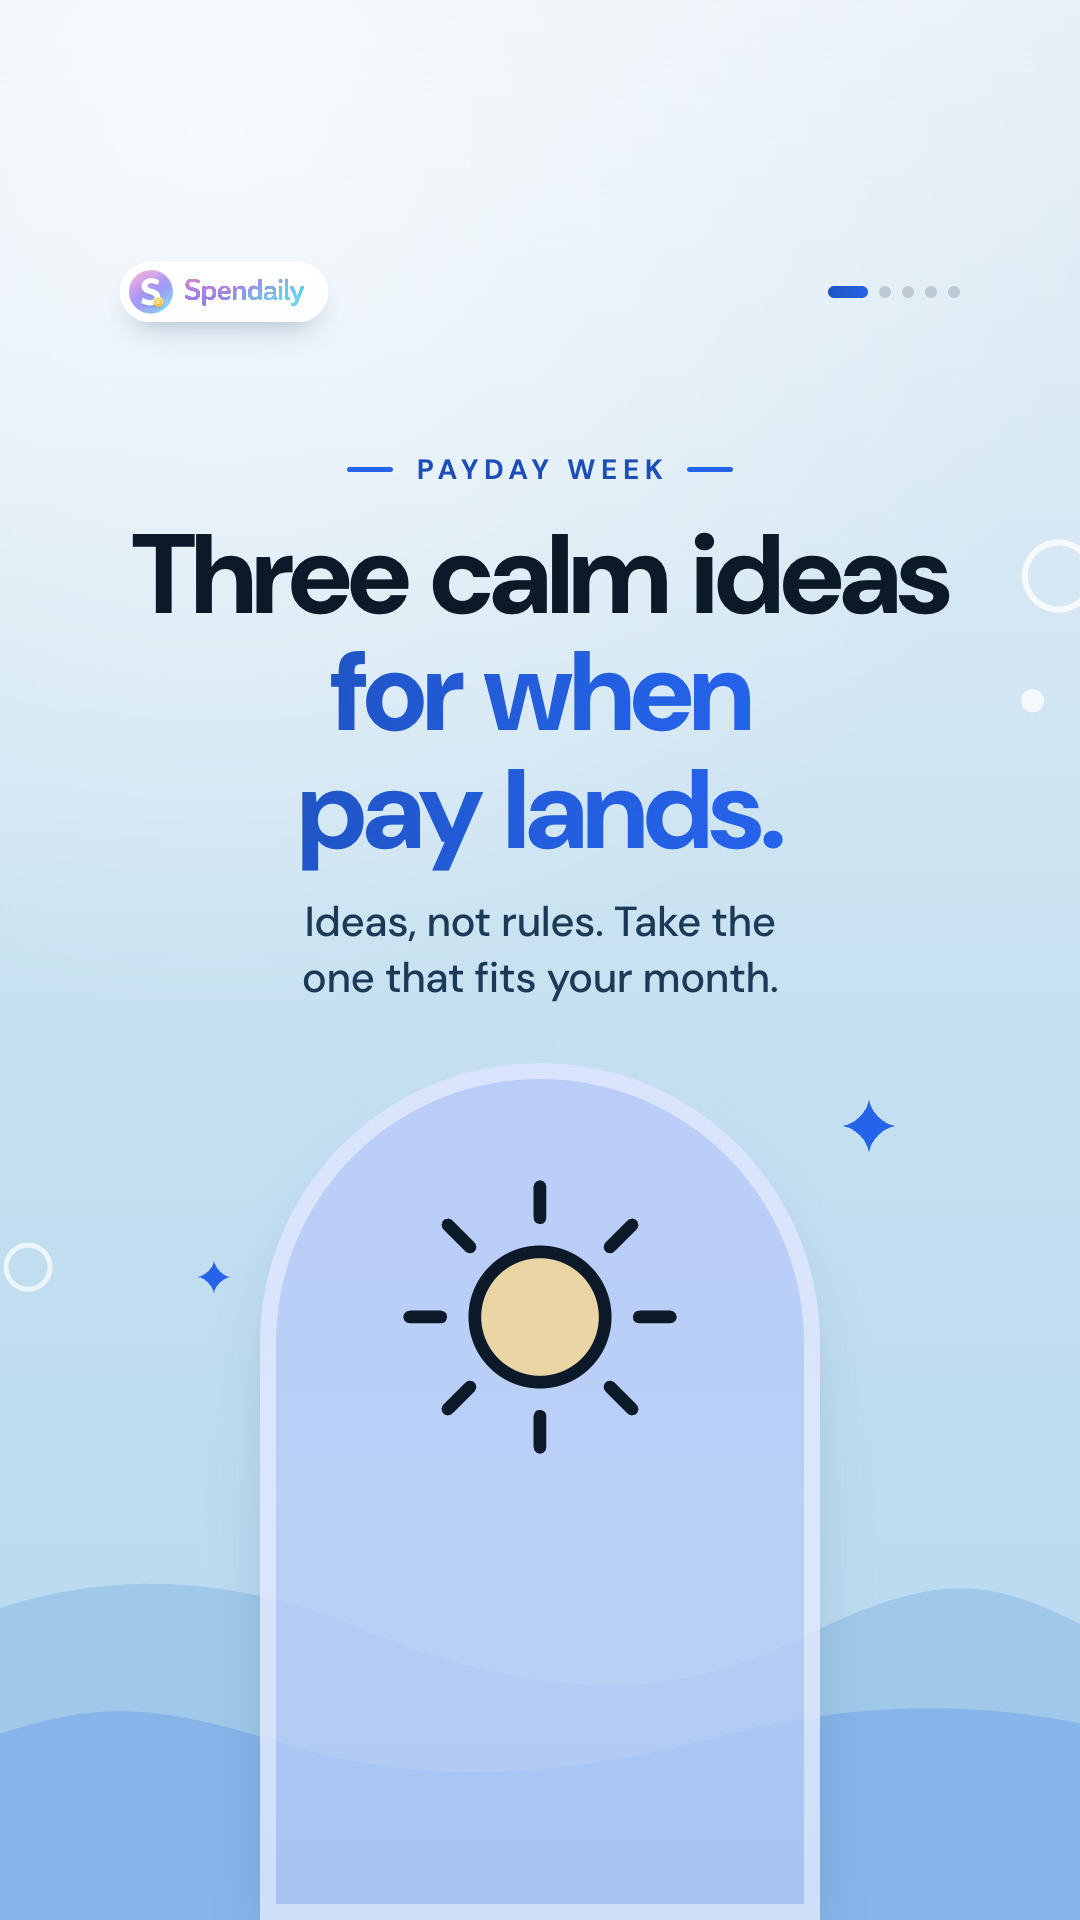 Spendaily
PAYDAY WEEK
Three calm ideas
for when
pay lands.
Ideas, not rules. Take the
one that fits your month.